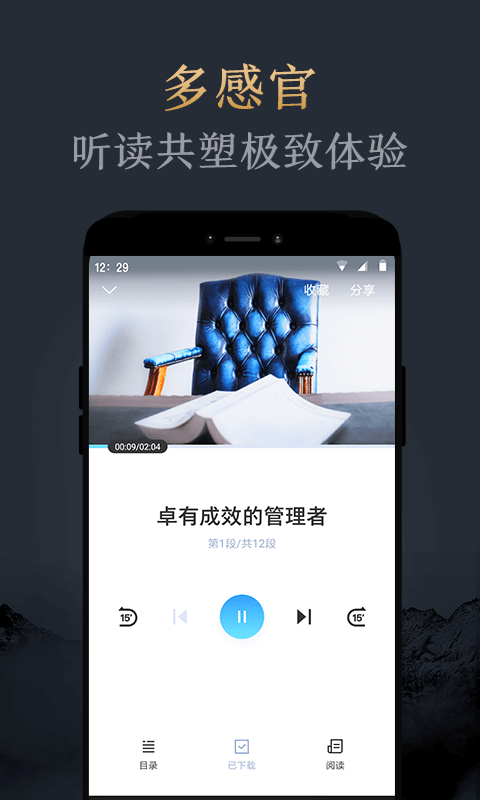 多感官
听读共塑极致体验
12: 29
收藏 分享
00:09/02:04
卓有成效的管理者
第1段/共12段
15' 15'
目录 已下载 阅读